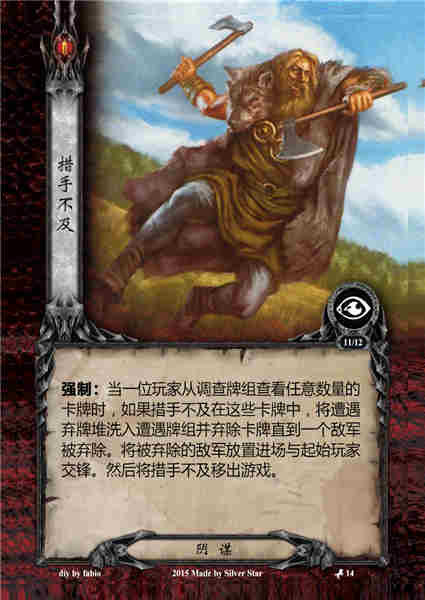 措手不及
11/12
强制：当一位玩家从调查牌组查看任意数量的
卡牌时，如果措手不及在这些卡牌中，将遭遇
弃牌堆洗入遭遇牌组并弃除卡牌直到一个敌军
被弃除。将被弃除的敌军放置进场与起始玩家
交锋。然后将措手不及移出游戏。
阴谋
diy by fabio 2015 Made by Silver Star 14